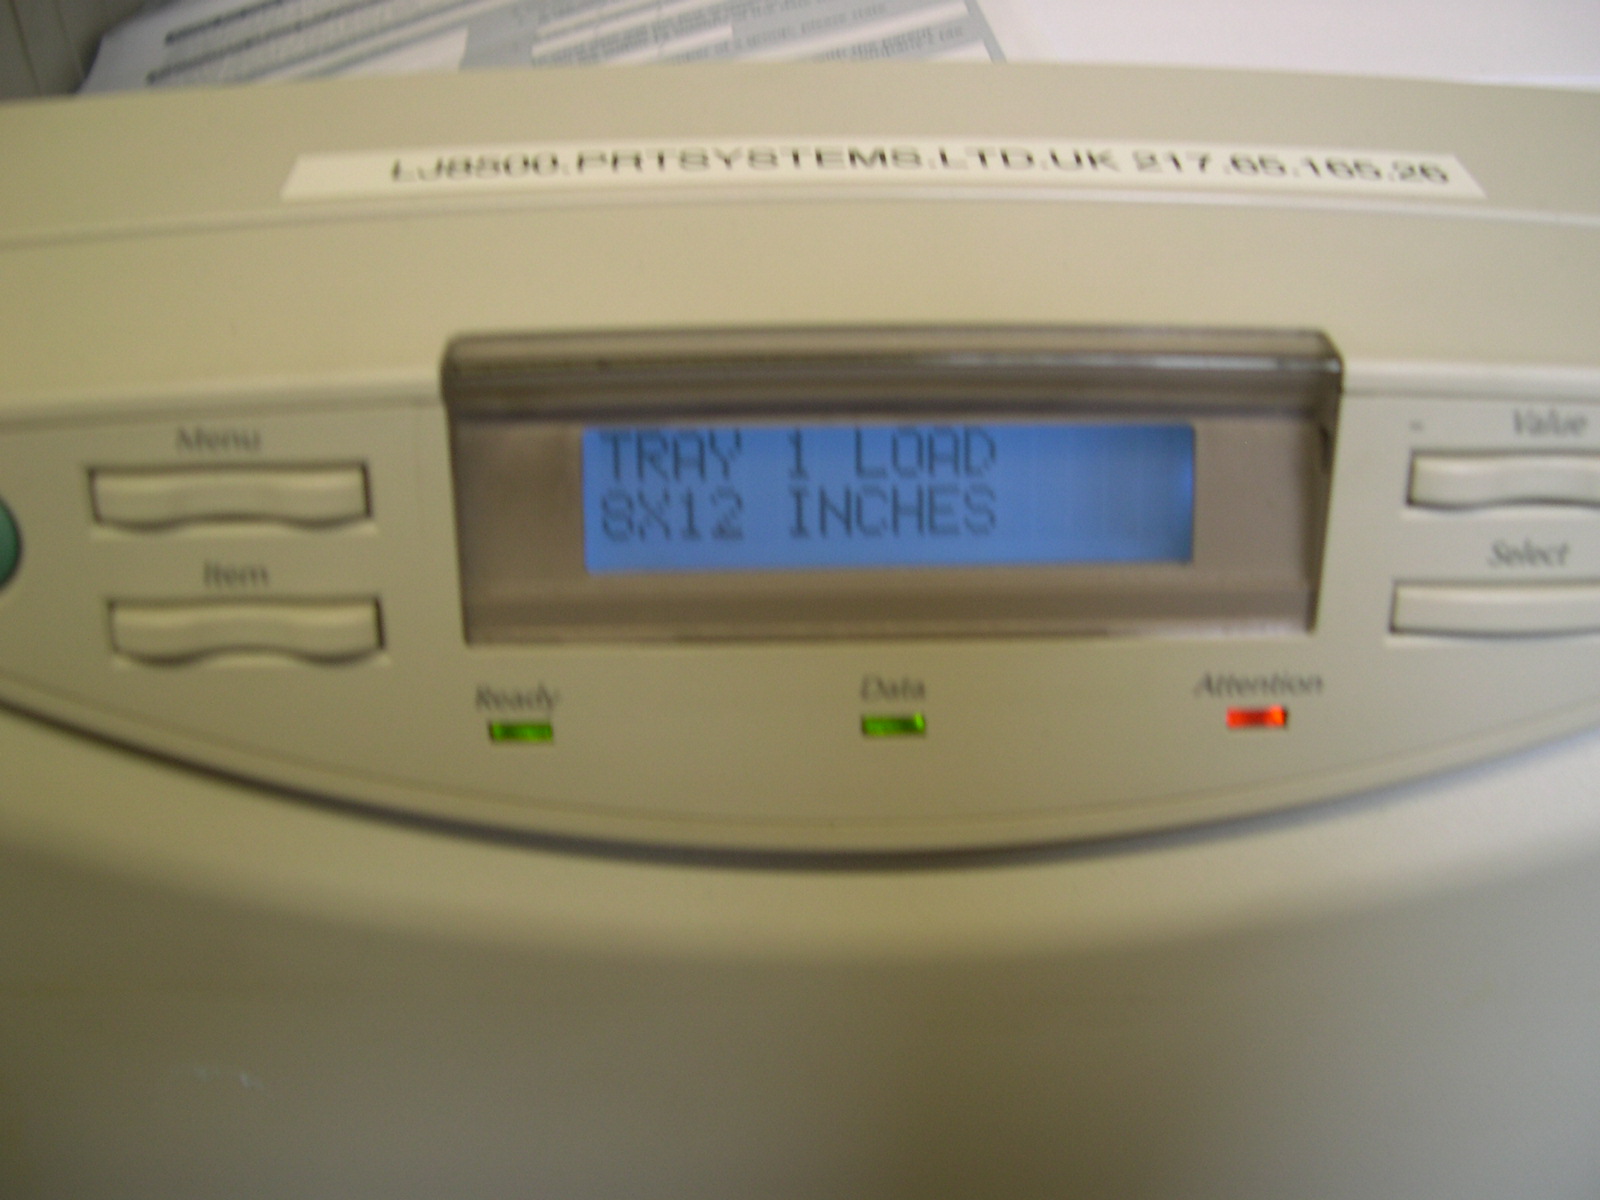 LJ8500.PRTSYSTEMS.LTD.UK 217.65.165.26
Menu
TRAY 1 LOAD
8X12 INCHES
- Value
Item
Select
Ready
Data
Attention